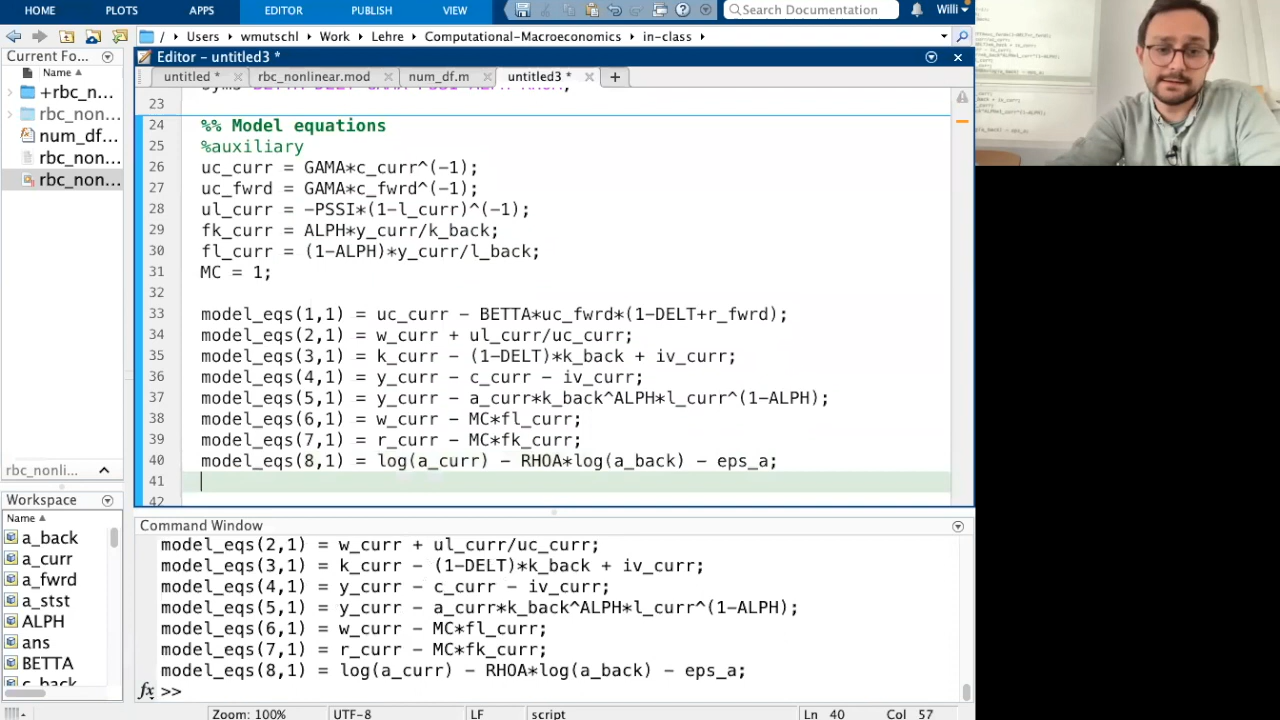 HOME PLOTS APPS EDITOR PUBLISH VIEW Search Documentation Willi
/ Users wmutschl Work Lehre Computational-Macroeconomics in-class
Current Fo... Editor – untitled3*
Name untitled * num_df.m untitled3 *
+rbc_n...
rbc_non...
num_df...
rbc_non...
rbc_non...
23
24 %% Model equations
25 %auxiliary
26 uc_curr = GAMA*c_curr^(-1);
27 uc_fwrd = GAMA*c_fwrd^(-1);
28 ul_curr = -PSSI*(1-l_curr)^(-1);
29 fk_curr = ALPH*y_curr/k_back;
30 fl_curr = (1-ALPH)*y_curr/l_back;
31 MC = 1;
32
33 model_eqs(1,1) = uc_curr - BETTA*uc_fwrd*(1-DELT+r_fwrd);
34 model_eqs(2,1) = w_curr + ul_curr/uc_curr;
35 model_eqs(3,1) = k_curr - (1-DELT)*k_back + iv_curr;
36 model_eqs(4,1) = y_curr - c_curr - iv_curr;
37 model_eqs(5,1) = y_curr - a_curr*k_back^ALPH*l_curr^(1-ALPH);
38 model_eqs(6,1) = w_curr - MC*fl_curr;
39 model_eqs(7,1) = r_curr - MC*fk_curr;
40 model_eqs(8,1) = log(a_curr) - RHOA*log(a_back) - eps_a;
41
42
rbc_nonli...
Workspace
Name
a_back
a_curr
a_fwrd
a_stst
ALPH
ans
BETTA
c_back
Command Window
model_eqs(2,1) = w_curr + ul_curr/uc_curr;
model_eqs(3,1) = k_curr - (1-DELT)*k_back + iv_curr;
model_eqs(4,1) = y_curr - c_curr - iv_curr;
model_eqs(5,1) = y_curr - a_curr*k_back^ALPH*l_curr^(1-ALPH);
model_eqs(6,1) = w_curr - MC*fl_curr;
model_eqs(7,1) = r_curr - MC*fk_curr;
model_eqs(8,1) = log(a_curr) - RHOA*log(a_back) - eps_a;
fx >>
Zoom: 100% UTF-8 LF script Ln 40 Col 57